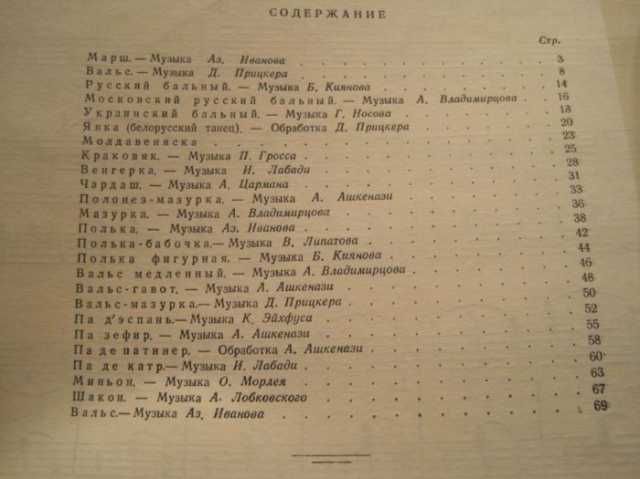 СОДЕРЖАНИЕ
Стр.
Марш.— Музыка Аз. Иванова 3
Вальс.— Музыка Д. Прицкера 8
Русский бальный.— Музыка Б. Киянова 14
Московский русский бальный.— Музыка А. Владимирцова 16
Украинский бальный.— Музыка Г. Носова 18
Янка (белорусский танец).— Обработка Д. Прицкера 20
Молдавеняска 23
Краковяк.— Музыка П. Гросса 25
Венгерка.— Музыка И. Лабади 28
Чардаш.— Музыка А. Цармана 31
Полонез-мазурка.— Музыка А. Ашкенази 33
Мазурка.— Музыка А. Владимирцова 36
Полька.— Музыка Аз. Иванова 38
Полька-бабочка.— Музыка В. Липатова 42
Полька фигурная.— Музыка Б. Киянова 44
Вальс медленный.— Музыка А. Владимирцова 46
Вальс-гавот.— Музыка А. Ашкенази 48
Вальс-мазурка.— Музыка Д. Прицкера 50
Па д'эспань.— Музыка К. Эйхфуса 52
Па зефир.— Музыка А. Ашкенази 55
Па де патинер.— Обработка А. Ашкенази 58
Па де катр.— Музыка И. Лабади 60
Миньон.— Музыка О. Морлея 63
Шакон.— Музыка А. Лобковского 67
Вальс.— Музыка Аз. Иванова 69